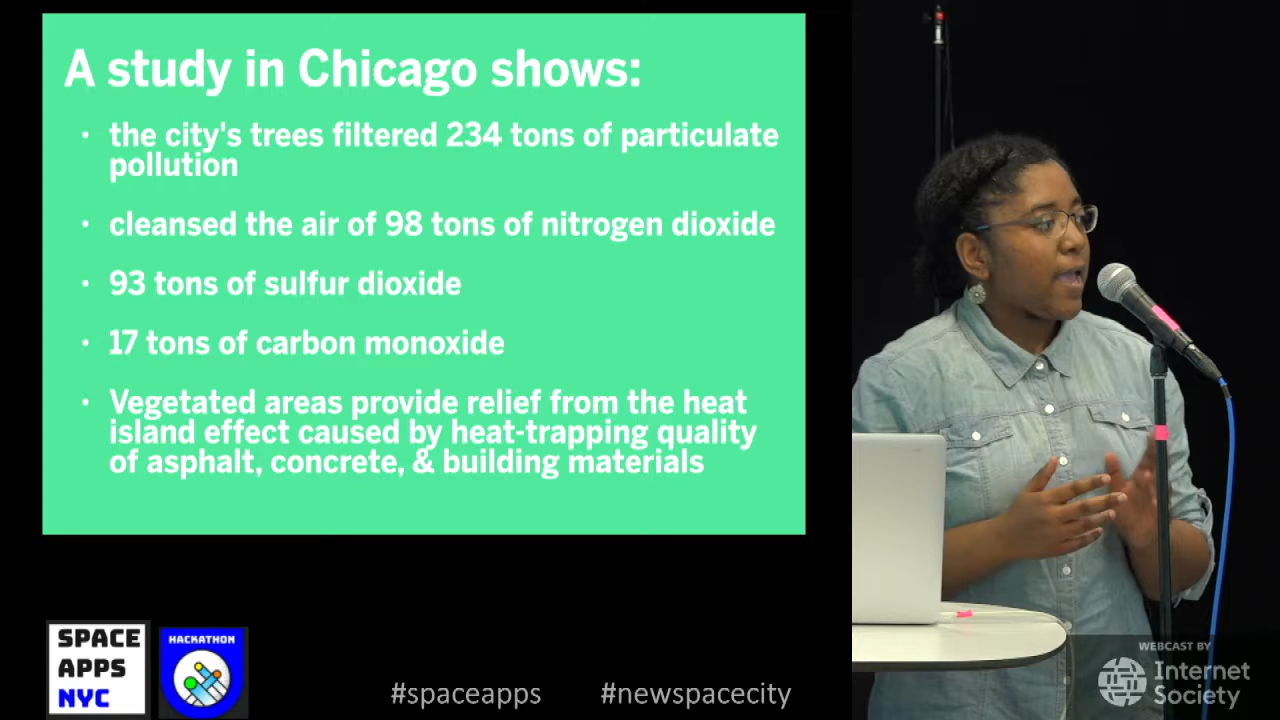 A study in Chicago shows:
• the city's trees filtered 234 tons of particulate
pollution
• cleansed the air of 98 tons of nitrogen dioxide
• 93 tons of sulfur dioxide
• 17 tons of carbon monoxide
• Vegetated areas provide relief from the heat
island effect caused by heat-trapping quality
of asphalt, concrete, & building materials
SPACE
APPS
NYC
HACKATHON
#spaceapps #newspacecity
WEBCAST BY
Internet
Society